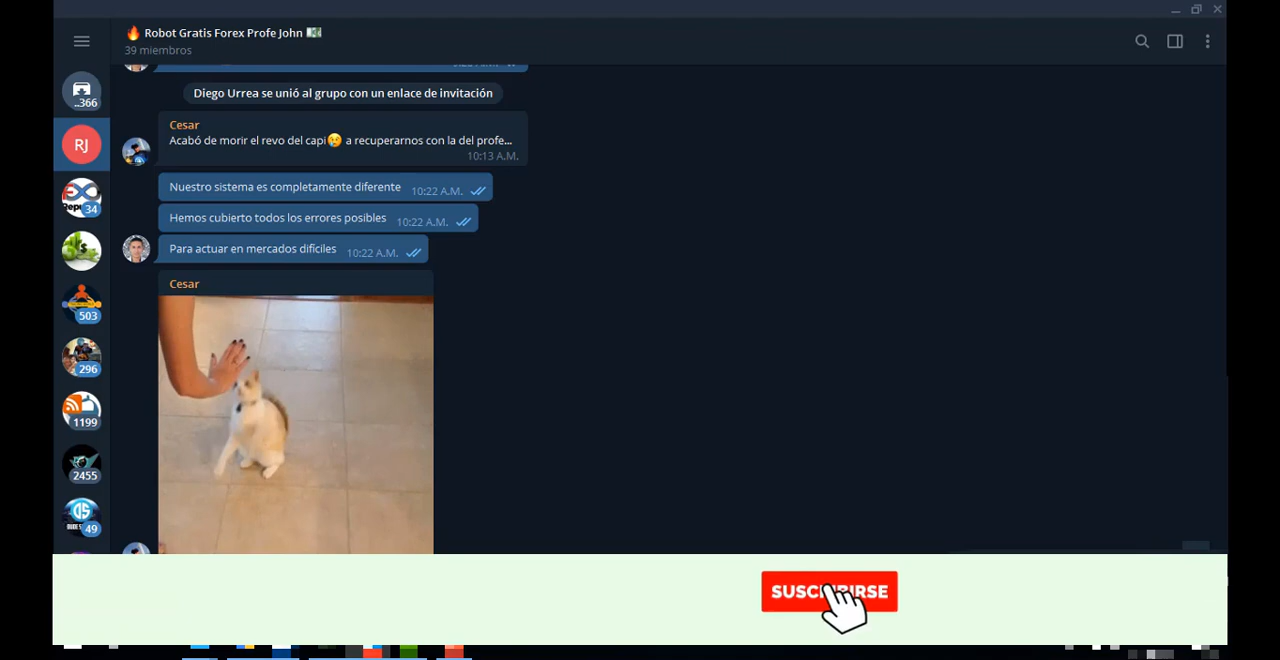 🔥 Robot Gratis Forex Profe John 💵
39 miembros
..366
Diego Urrea se unió al grupo con un enlace de invitación
RJ
Cesar
Acabó de morir el revo del capi😢 a recuperarnos con la del profe...
10:13 A.M.
Nuestro sistema es completamente diferente 10:22 A.M.
34
Hemos cubierto todos los errores posibles 10:22 A.M.
Para actuar en mercados difíciles 10:22 A.M.
Cesar
503
296
1199
2455
49
SUSCRIBIRSE